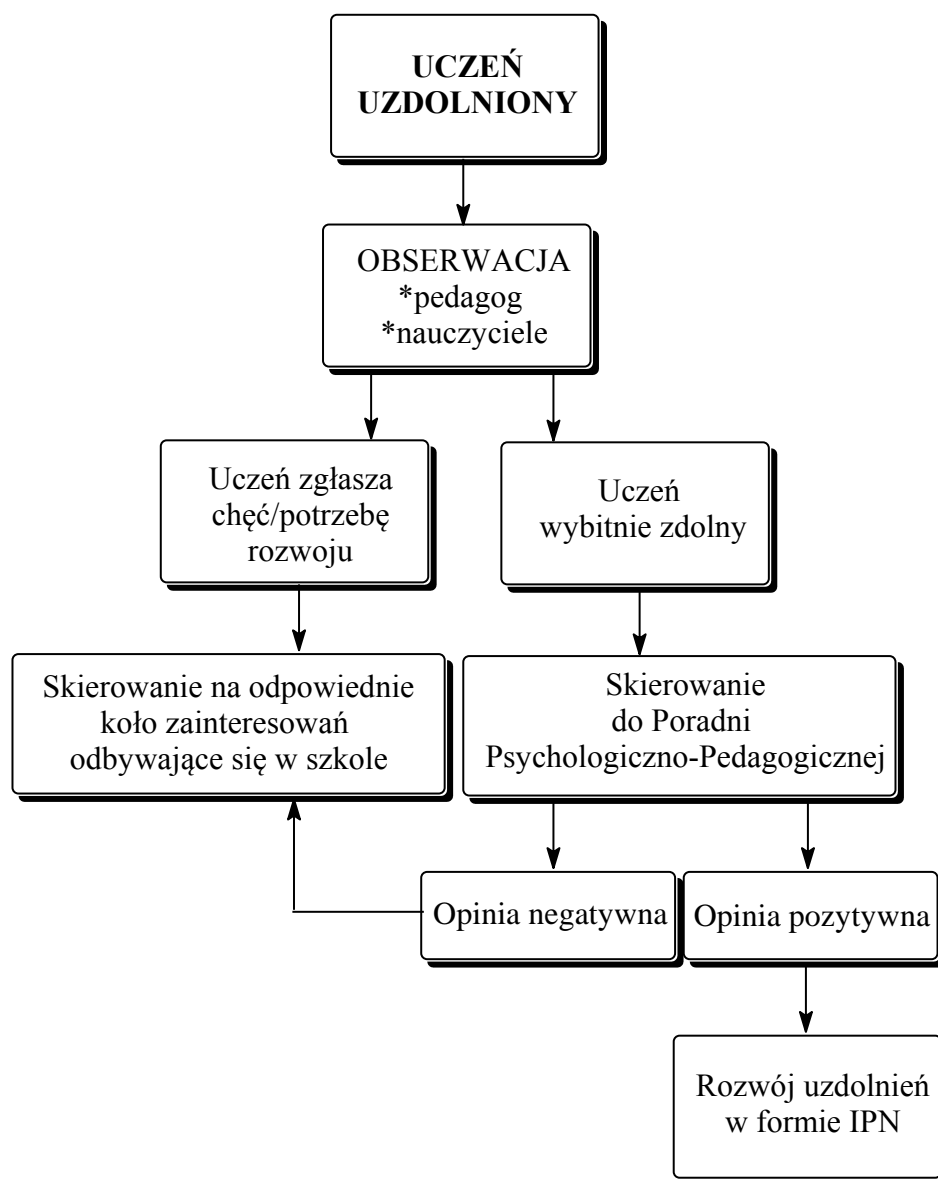 UCZEŃ
UZDOLNIONY
OBSERWACJA
*pedagog
*nauczyciele
Uczeń zgłasza
chęć/potrzebę
rozwoju
Uczeń
wybitnie zdolny
Skierowanie na odpowiednie
koło zainteresowań
odbywające się w szkole
Skierowanie
do Poradni
Psychologiczno-Pedagogicznej
Opinia negatywna
Opinia pozytywna
Rozwój uzdolnień
w formie IPN